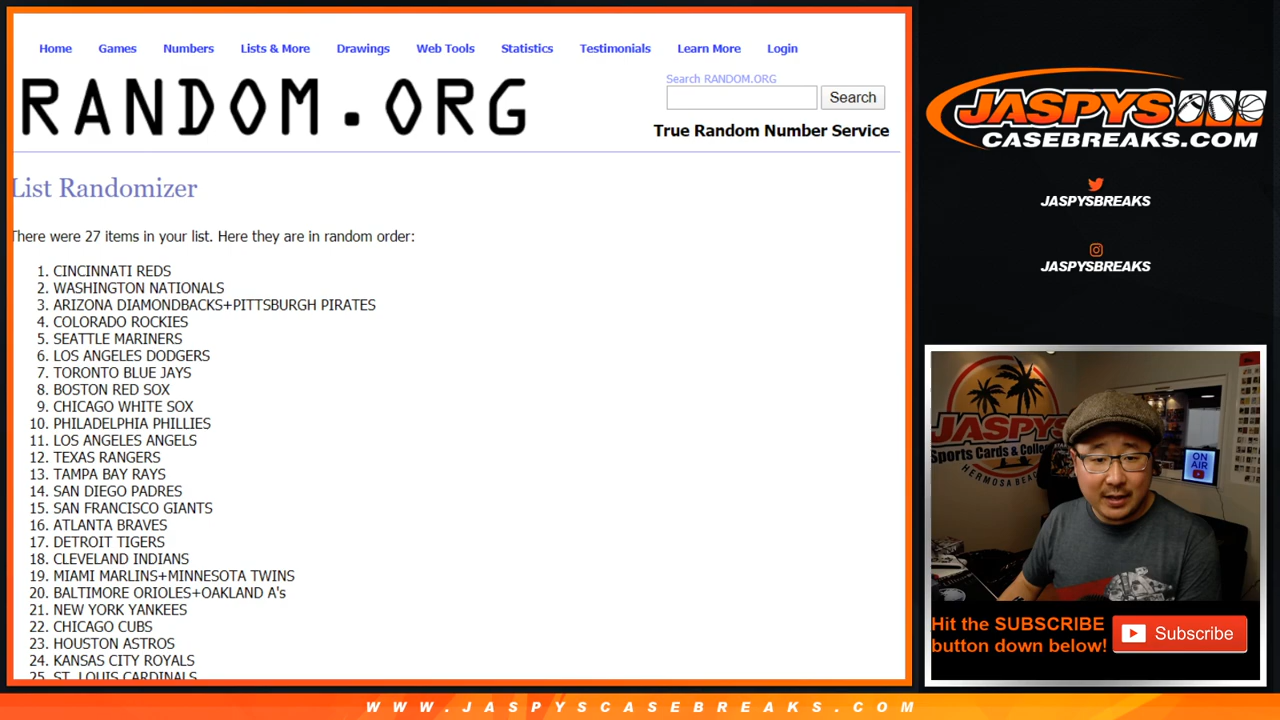 Home Games Numbers Lists & More Drawings Web Tools Statistics Testimonials Learn More Login
RANDOM.ORG
Search RANDOM.ORG
Search
True Random Number Service
List Randomizer
There were 27 items in your list. Here they are in random order:
1. CINCINNATI REDS
2. WASHINGTON NATIONALS
3. ARIZONA DIAMONDBACKS+PITTSBURGH PIRATES
4. COLORADO ROCKIES
5. SEATTLE MARINERS
6. LOS ANGELES DODGERS
7. TORONTO BLUE JAYS
8. BOSTON RED SOX
9. CHICAGO WHITE SOX
10. PHILADELPHIA PHILLIES
11. LOS ANGELES ANGELS
12. TEXAS RANGERS
13. TAMPA BAY RAYS
14. SAN DIEGO PADRES
15. SAN FRANCISCO GIANTS
16. ATLANTA BRAVES
17. DETROIT TIGERS
18. CLEVELAND INDIANS
19. MIAMI MARLINS+MINNESOTA TWINS
20. BALTIMORE ORIOLES+OAKLAND A's
21. NEW YORK YANKEES
22. CHICAGO CUBS
23. HOUSTON ASTROS
24. KANSAS CITY ROYALS
25. ST. LOUIS CARDINALS
JASPYS
CASEBREAKS.COM
JASPYSBREAKS
JASPYSBREAKS
JASPYS
Sports Cards &
HERMOSA
ON
AIR
Hit the SUBSCRIBE
button down below!
Subscribe
WWW.JASPYSCASEBREAKS.COM